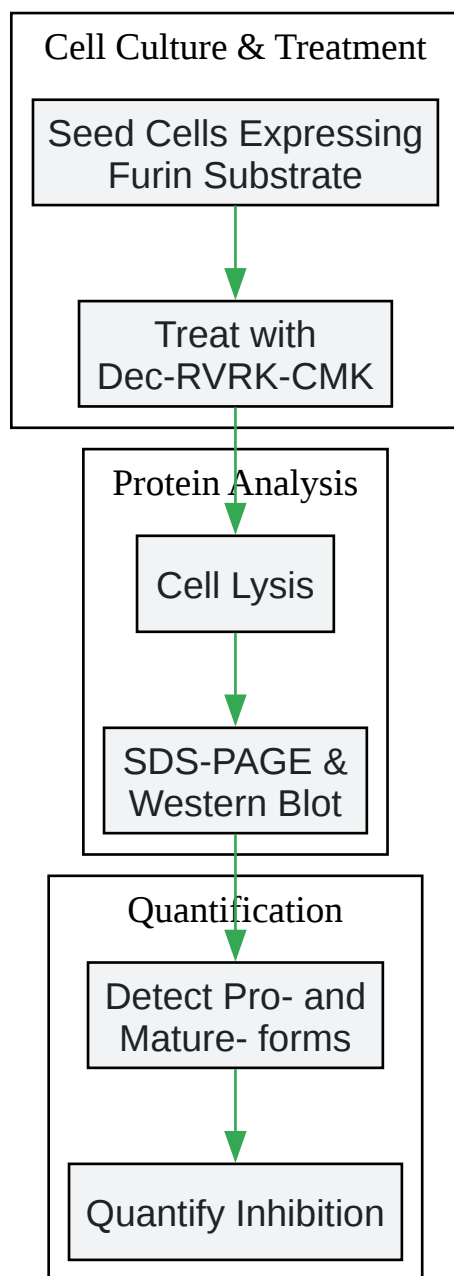 Cell Culture & Treatment
Seed Cells Expressing
Furin Substrate
Treat with
Dec-RVRK-CMK
Protein Analysis
Cell Lysis
SDS-PAGE &
Western Blot
Quantification
Detect Pro- and
Mature- forms
Quantify Inhibition